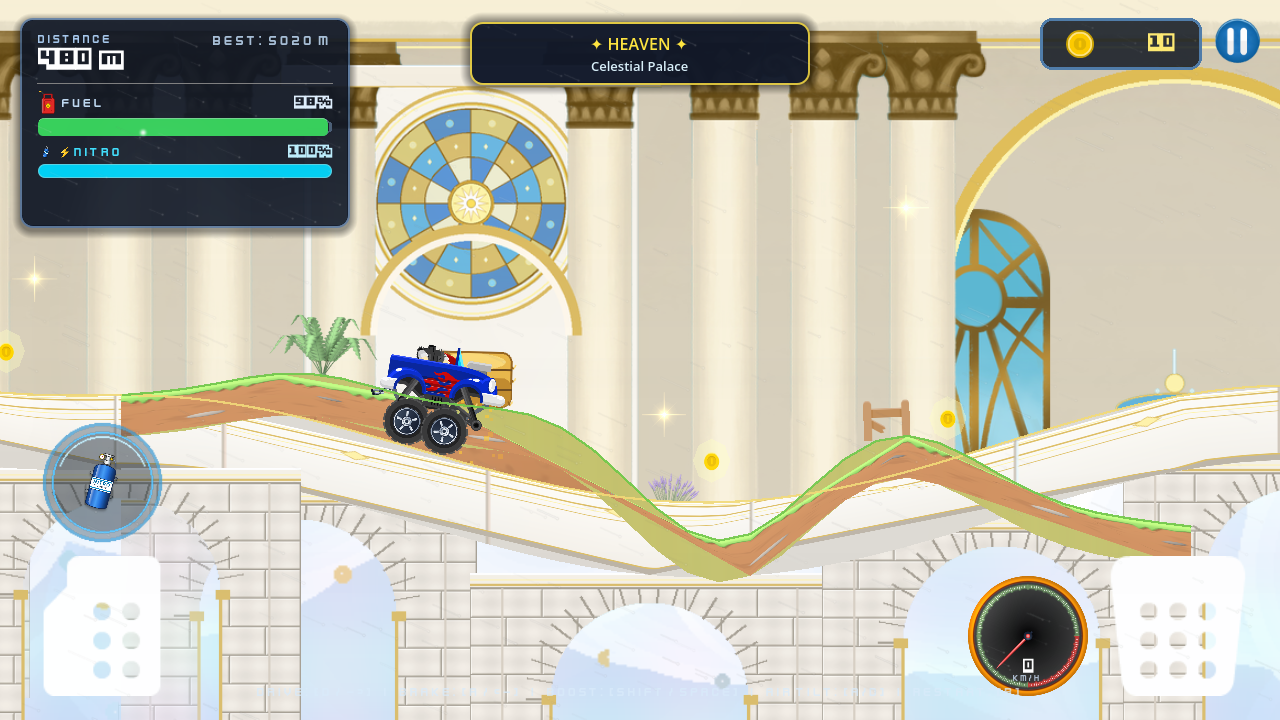 DISTANCE
BEST: 5020 M
480 m
FUEL
98%
⚡NITRO
100%
✦ HEAVEN ✦
Celestial Palace
10
0
KM/H